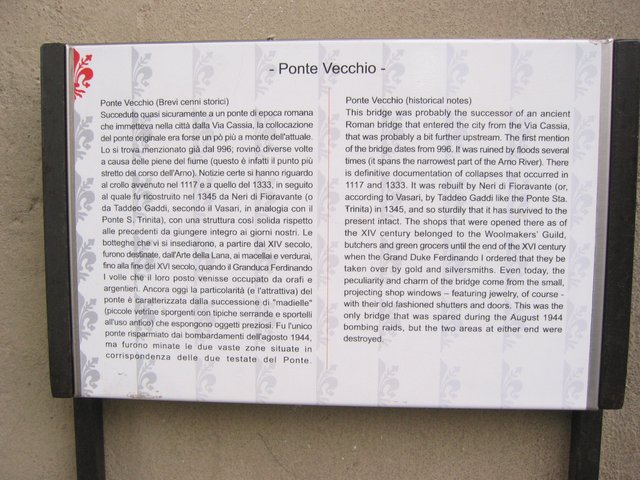 - Ponte Vecchio -
Ponte Vecchio (Brevi cenni storici)
Succeduto quasi sicuramente a un ponte di epoca romana
che immetteva nella città dalla Via Cassia, la collocazione
del ponte originale era forse un pò più a monte dell'attuale.
Lo si trova menzionato già dal 996; rovinò diverse volte
a causa delle piene del fiume (questo è infatti il punto più
stretto del corso dell'Arno). Notizie certe si hanno riguardo
al crollo avvenuto nel 1117 e a quello del 1333, in seguito
al quale fu ricostruito nel 1345 da Neri di Fioravante (o
da Taddeo Gaddi, secondo il Vasari, in analogia con il
Ponte S. Trinita), con una struttura così solida rispetto
alle precedenti da giungere integro ai giorni nostri. Le
botteghe che vi si insediarono, a partire dal XIV secolo,
furono destinate, dall'Arte della Lana, ai macellai e verdurai,
fino alla fine del XVI secolo, quando il Granduca Ferdinando
I volle che il loro posto venisse occupato da orafi e
argentieri. Ancora oggi la particolarità (e l'attrattiva) del
ponte è caratterizzata dalla successione di "madielle"
(piccole vetrine sporgenti con tipiche serrande e sportelli
all'uso antico) che espongono oggetti preziosi. Fu l'unico
ponte risparmiato dai bombardamenti dell'agosto 1944,
ma furono minate le due vaste zone situate in
corrispondenza delle due testate del Ponte.
Ponte Vecchio (historical notes)
This bridge was probably the successor of an ancient
Roman bridge that entered the city from the Via Cassia,
that was probably a bit further upstream. The first mention
of the bridge dates from 996. It was ruined by floods several
times (it spans the narrowest part of the Arno River). There
is definitive documentation of collapses that occurred in
1117 and 1333. It was rebuilt by Neri di Fioravante (or,
according to Vasari, by Taddeo Gaddi like the Ponte Sta.
Trinita) in 1345, and so sturdily that it has survived to the
present intact. The shops that were opened there as of
the XIV century belonged to the Woolmakers' Guild,
butchers and green grocers until the end of the XVI century
when the Grand Duke Ferdinando I ordered that they be
taken over by gold and silversmiths. Even today, the
peculiarity and charm of the bridge come from the small,
projecting shop windows – featuring jewelry, of course -
with their old fashioned shutters and doors. This was the
only bridge that was spared during the August 1944
bombing raids, but the two areas at either end were
destroyed.